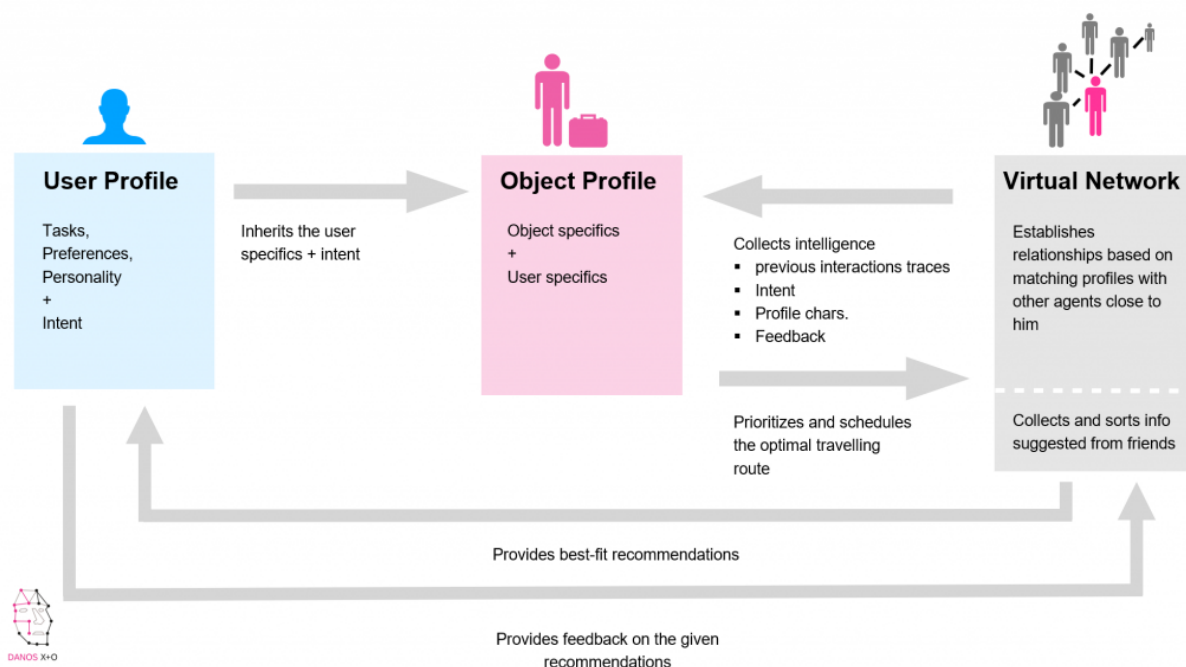 User Profile
Tasks,
Preferences,
Personality
+
Intent
Inherits the user
specifics + intent
Object Profile
Object specifics
+
User specifics
Collects intelligence
▪ previous interactions traces
▪ Intent
▪ Profile chars.
▪ Feedback
Prioritizes and schedules
the optimal travelling
route
Virtual Network
Establishes
relationships based on
matching profiles with
other agents close to
him
Collects and sorts info
suggested from friends
Provides best-fit recommendations
Provides feedback on the given
recommendations
DANOS X+O